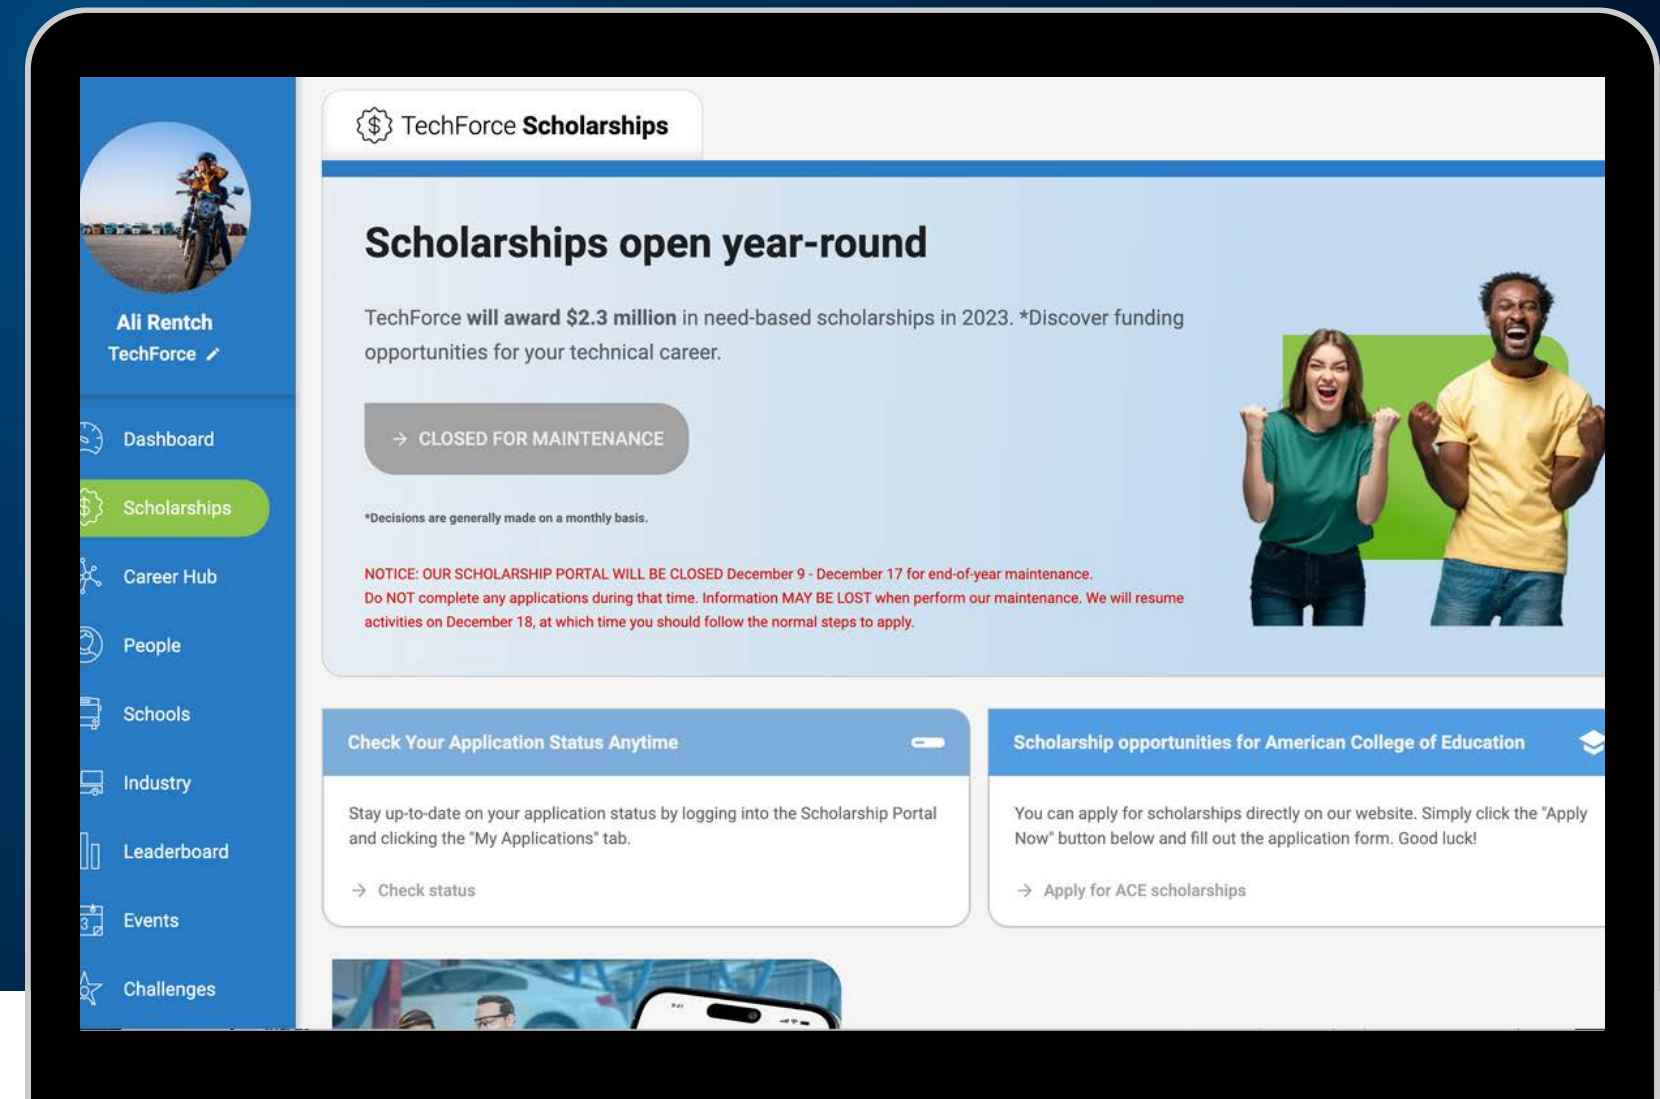 TechForce Scholarships
Ali Rentch
TechForce
Dashboard
Scholarships
Career Hub
People
Schools
Industry
Leaderboard
Events
Challenges
Scholarships open year-round
TechForce will award $2.3 million in need-based scholarships in 2023. *Discover funding
opportunities for your technical career.
→ CLOSED FOR MAINTENANCE
*Decisions are generally made on a monthly basis.
NOTICE: OUR SCHOLARSHIP PORTAL WILL BE CLOSED December 9 - December 17 for end-of-year maintenance.
Do NOT complete any applications during that time. Information MAY BE LOST when perform our maintenance. We will resume
activities on December 18, at which time you should follow the normal steps to apply.
Check Your Application Status Anytime
Stay up-to-date on your application status by logging into the Scholarship Portal
and clicking the "My Applications" tab.
→ Check status
Scholarship opportunities for American College of Education
You can apply for scholarships directly on our website. Simply click the "Apply
Now" button below and fill out the application form. Good luck!
→ Apply for ACE scholarships
9:41